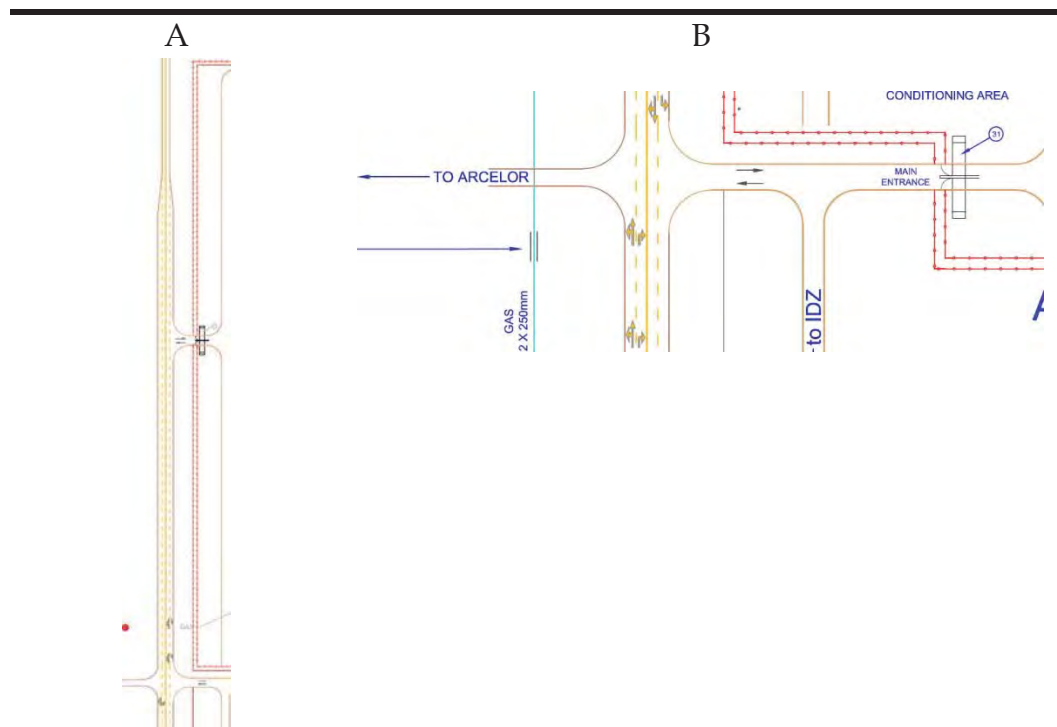 A
B
CONDITIONING AREA
31
TO ARCELOR
MAIN
ENTRANCE
GAS
2 X 250mm
to IDZ
A